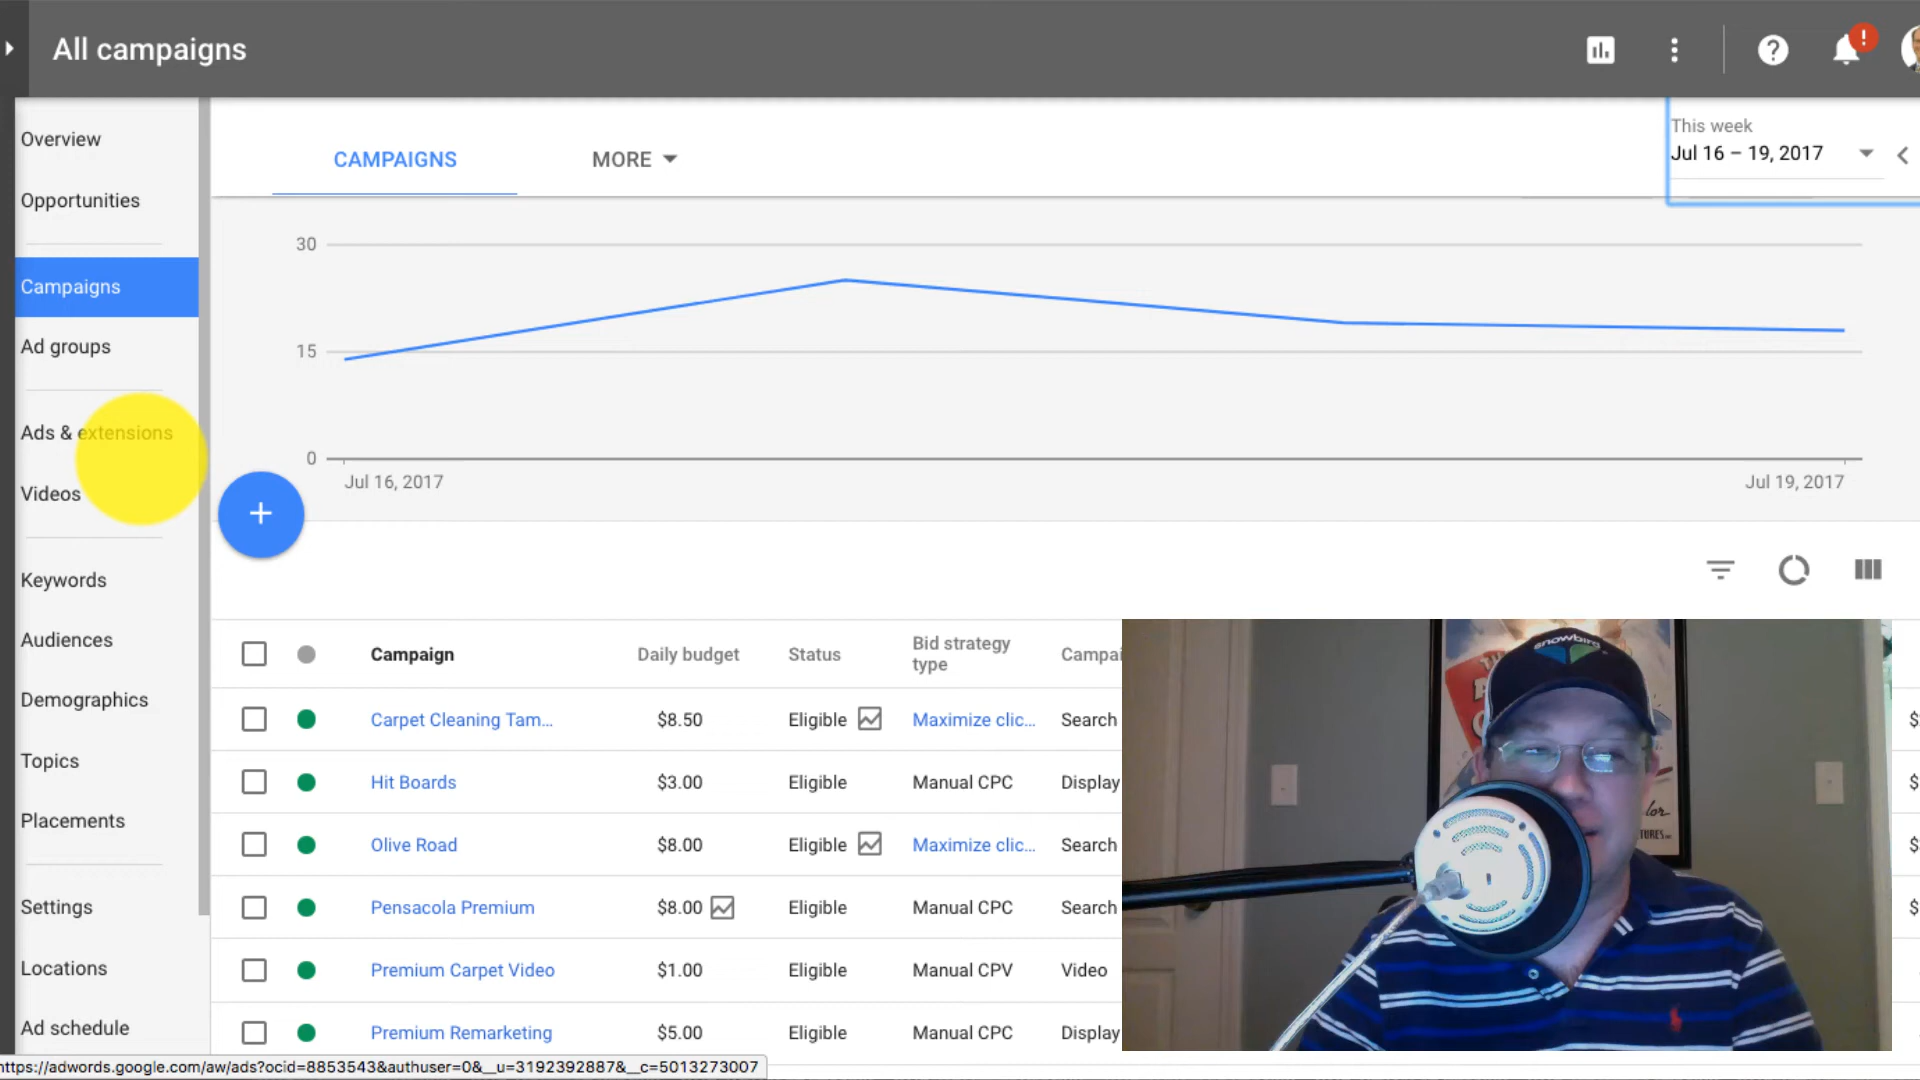 All campaigns
!
Overview
Opportunities
Campaigns
Ad groups
Ads & extensions
Videos
Keywords
Audiences
Demographics
Topics
Placements
Settings
Locations
Ad schedule
CAMPAIGNS
MORE
This week
Jul 16 – 19, 2017
30
15
0
Jul 16, 2017
Jul 19, 2017
Campaign Daily budget Status Bid strategy type Campai
Carpet Cleaning Tam... $8.50 Eligible Maximize clic... Search $
Hit Boards $3.00 Eligible Manual CPC Display $
Olive Road $8.00 Eligible Maximize clic... Search $
Pensacola Premium $8.00 Eligible Manual CPC Search $
Premium Carpet Video $1.00 Eligible Manual CPV Video
Premium Remarketing $5.00 Eligible Manual CPC Display
snowbird
https://adwords.google.com/aw/ads?ocid=8853543&authuser=0&__u=3192392887&__c=5013273007